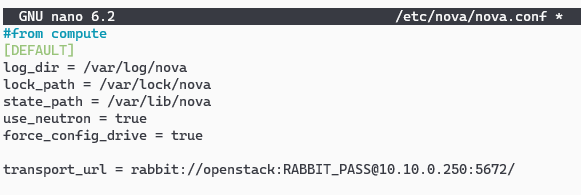 GNU nano 6.2 /etc/nova/nova.conf *
#from compute
[DEFAULT]
log_dir = /var/log/nova
lock_path = /var/lock/nova
state_path = /var/lib/nova
use_neutron = true
force_config_drive = true
transport_url = rabbit://openstack:RABBIT_PASS@10.10.0.250:5672/